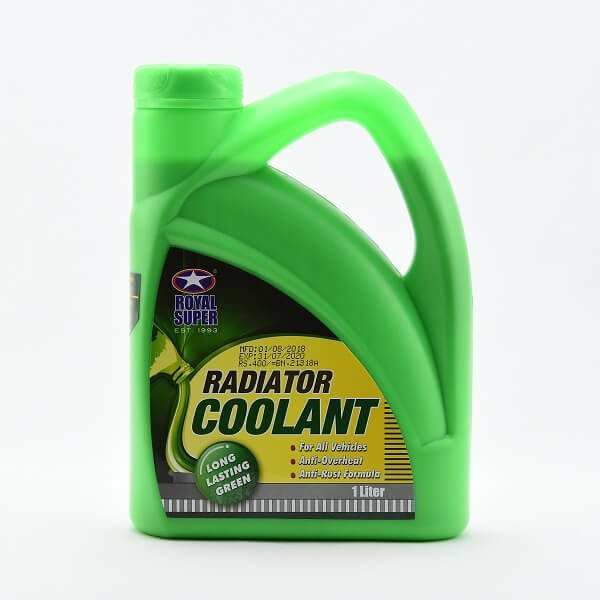 ROYAL
SUPER
EST. 1993
MFD:01/08/2018
EXP:31/07/2020
RS.400/=BN.21318A
RADIATOR
COOLANT
LONG
LASTING
GREEN
• For All Vehicles
• Anti-Overheat
• Anti-Rust Formula
1 Liter